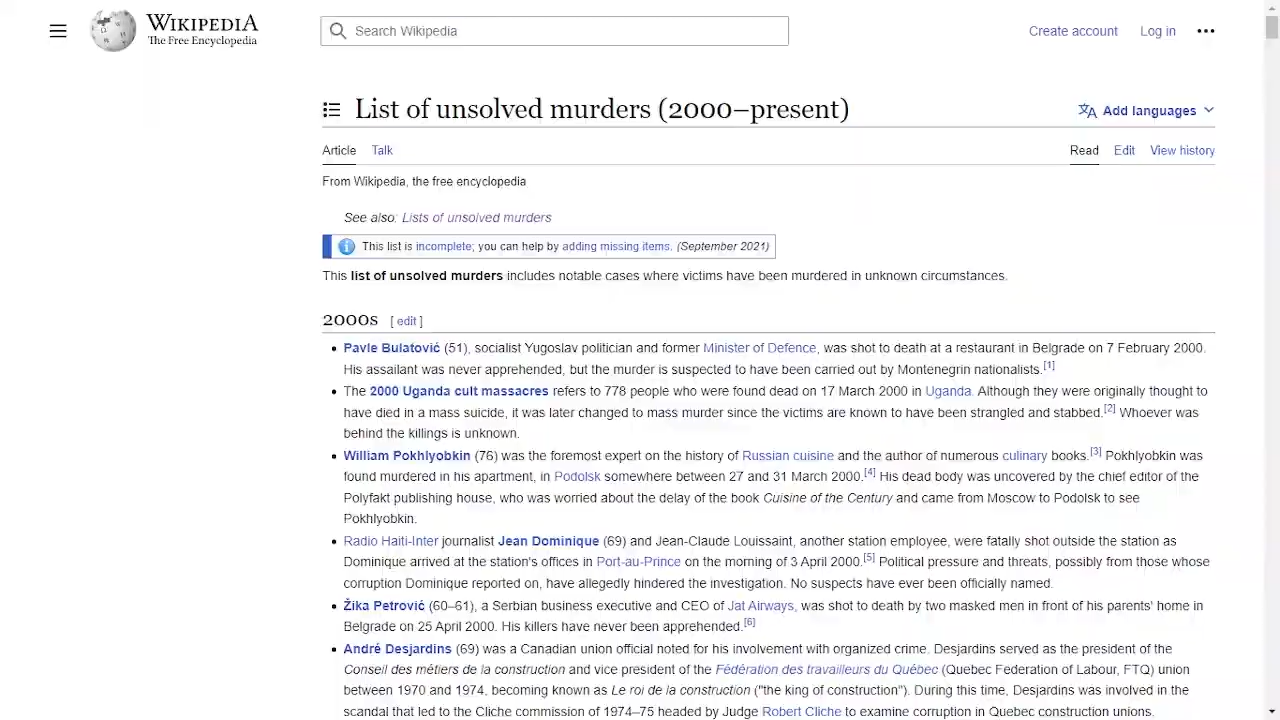 WIKIPEDIA
The Free Encyclopedia
Search Wikipedia
Create account
Log in
List of unsolved murders (2000–present)
Add languages
Article
Talk
Read
Edit
View history
From Wikipedia, the free encyclopedia
See also: Lists of unsolved murders
This list is incomplete; you can help by adding missing items. (September 2021)
This list of unsolved murders includes notable cases where victims have been murdered in unknown circumstances.
2000s [ edit ]
Pavle Bulatović (51), socialist Yugoslav politician and former Minister of Defence, was shot to death at a restaurant in Belgrade on 7 February 2000.
His assailant was never apprehended, but the murder is suspected to have been carried out by Montenegrin nationalists.[1]
The 2000 Uganda cult massacres refers to 778 people who were found dead on 17 March 2000 in Uganda. Although they were originally thought to
have died in a mass suicide, it was later changed to mass murder since the victims are known to have been strangled and stabbed.[2] Whoever was
behind the killings is unknown.
William Pokhlyobkin (76) was the foremost expert on the history of Russian cuisine and the author of numerous culinary books.[3] Pokhlyobkin was
found murdered in his apartment, in Podolsk somewhere between 27 and 31 March 2000.[4] His dead body was uncovered by the chief editor of the
Polyfakt publishing house, who was worried about the delay of the book Cuisine of the Century and came from Moscow to Podolsk to see
Pokhlyobkin.
Radio Haiti-Inter journalist Jean Dominique (69) and Jean-Claude Louissaint, another station employee, were fatally shot outside the station as
Dominique arrived at the station's offices in Port-au-Prince on the morning of 3 April 2000.[5] Political pressure and threats, possibly from those whose
corruption Dominique reported on, have allegedly hindered the investigation. No suspects have ever been officially named.
Žika Petrović (60–61), a Serbian business executive and CEO of Jat Airways, was shot to death by two masked men in front of his parents' home in
Belgrade on 25 April 2000. His killers have never been apprehended.[6]
André Desjardins (69) was a Canadian union official noted for his involvement with organized crime. Desjardins served as the president of the
Conseil des métiers de la construction and vice president of the Fédération des travailleurs du Québec (Quebec Federation of Labour, FTQ) union
between 1970 and 1974, becoming known as Le roi de la construction ("the king of construction"). During this time, Desjardins was involved in the
scandal that led to the Cliche commission of 1974–75 headed by Judge Robert Cliche to examine corruption in Quebec construction unions.